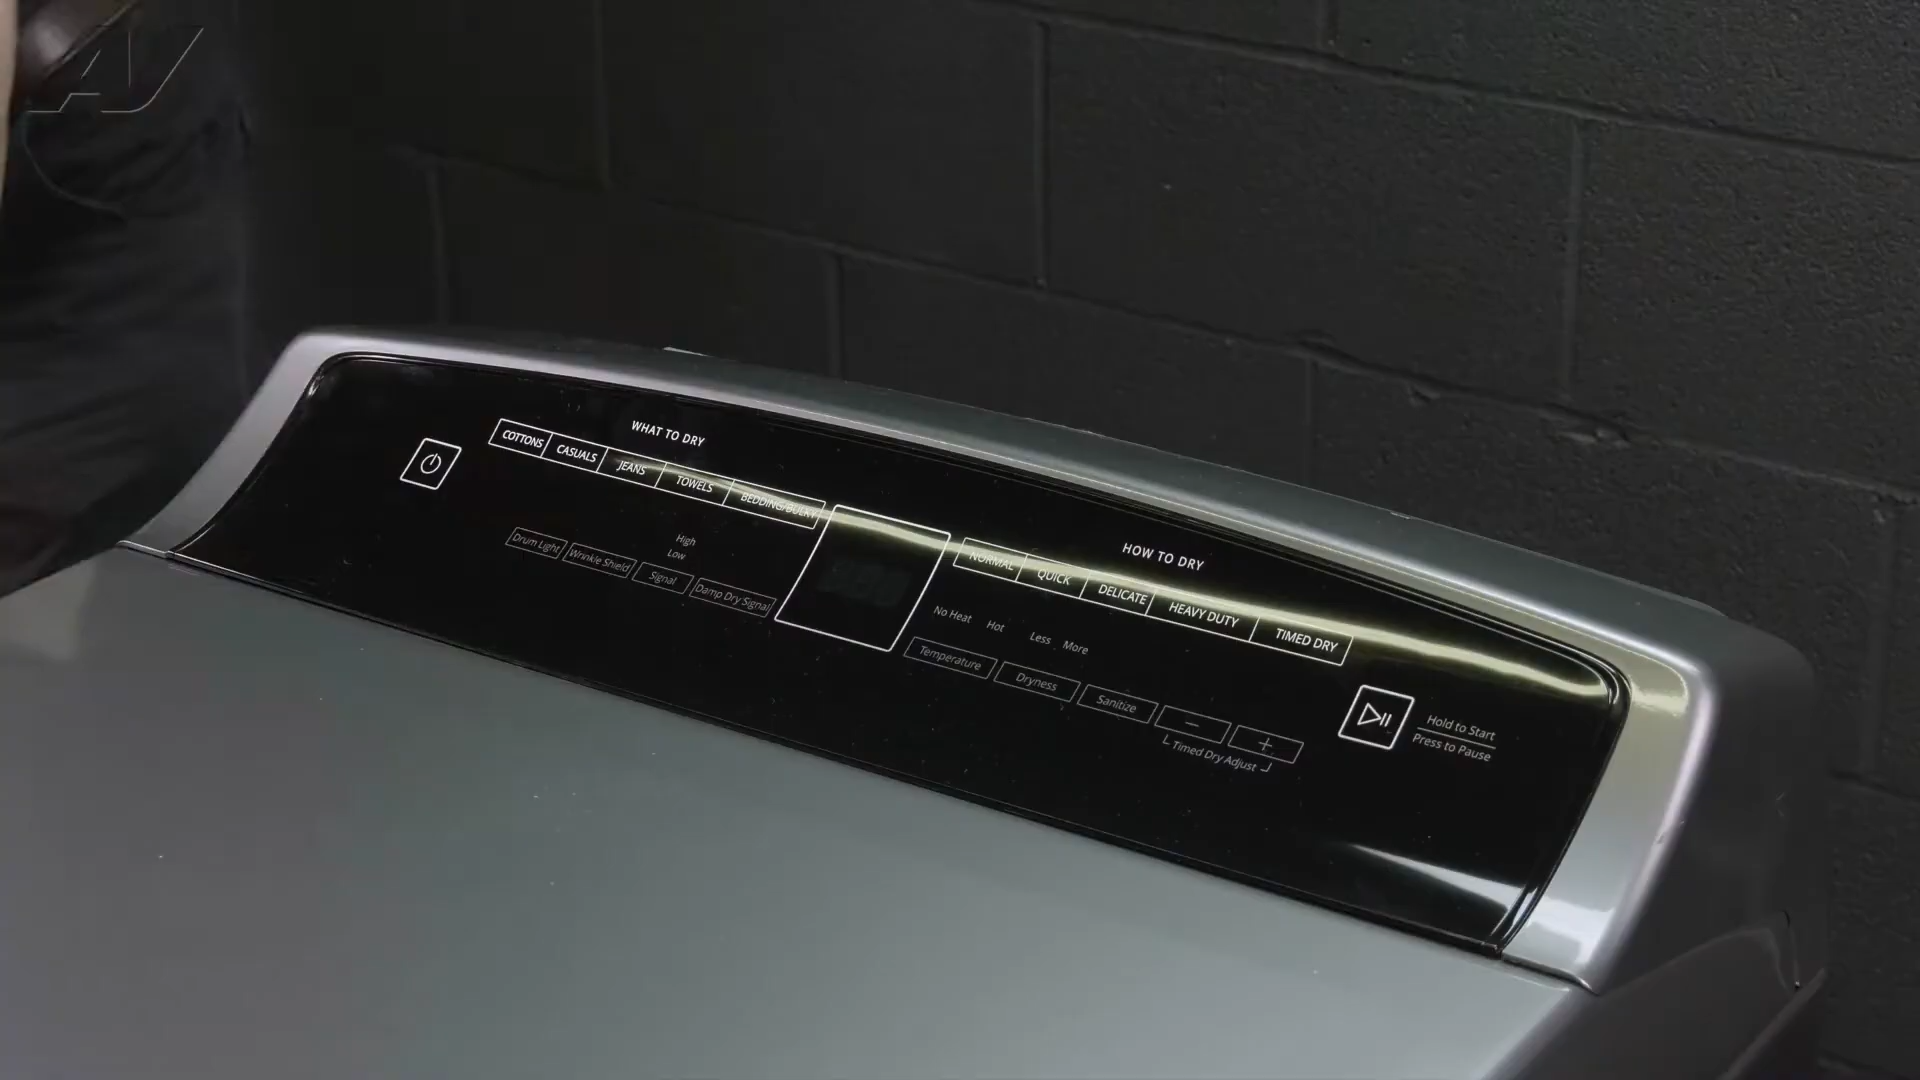 AJ
WHAT TO DRY
COTTONS CASUALS JEANS TOWELS BEDDING/BULKY
High
Low
Drum Light Wrinkle Shield Signal Damp Dry Signal
HOW TO DRY
NORMAL QUICK DELICATE HEAVY DUTY TIMED DRY
No Heat Hot Less More
Temperature Dryness Sanitize − +
Timed Dry Adjust
Hold to Start
Press to Pause